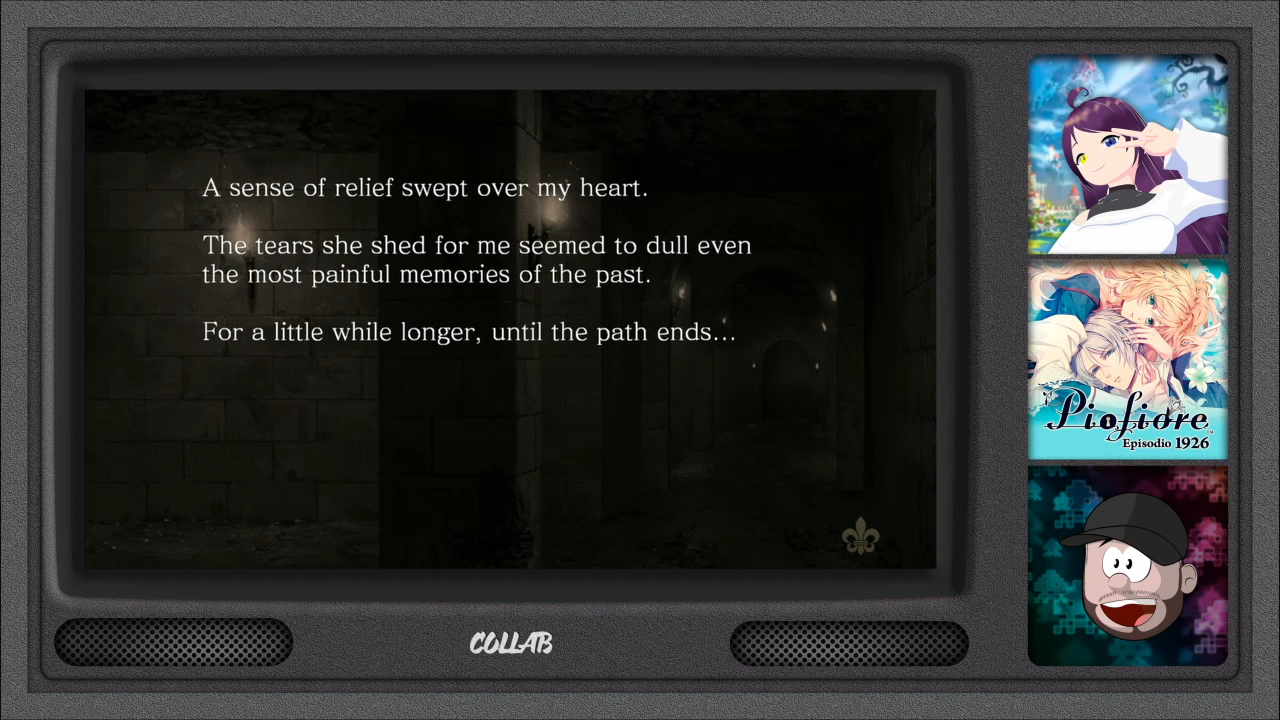 A sense of relief swept over my heart.
The tears she shed for me seemed to dull even
the most painful memories of the past.
For a little while longer, until the path ends...
Piofiore
Episodio 1926
COLLAB